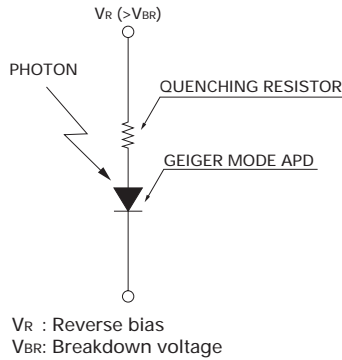 VR (>VBR)
PHOTON
QUENCHING RESISTOR
GEIGER MODE APD
VR : Reverse bias
VBR: Breakdown voltage